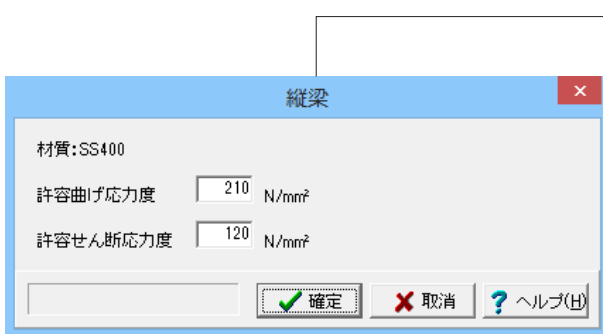 縦梁
材質:SS400
許容曲げ応力度 210 N/mm²
許容せん断応力度 120 N/mm²
確定 取消 ? ヘルプ(H)